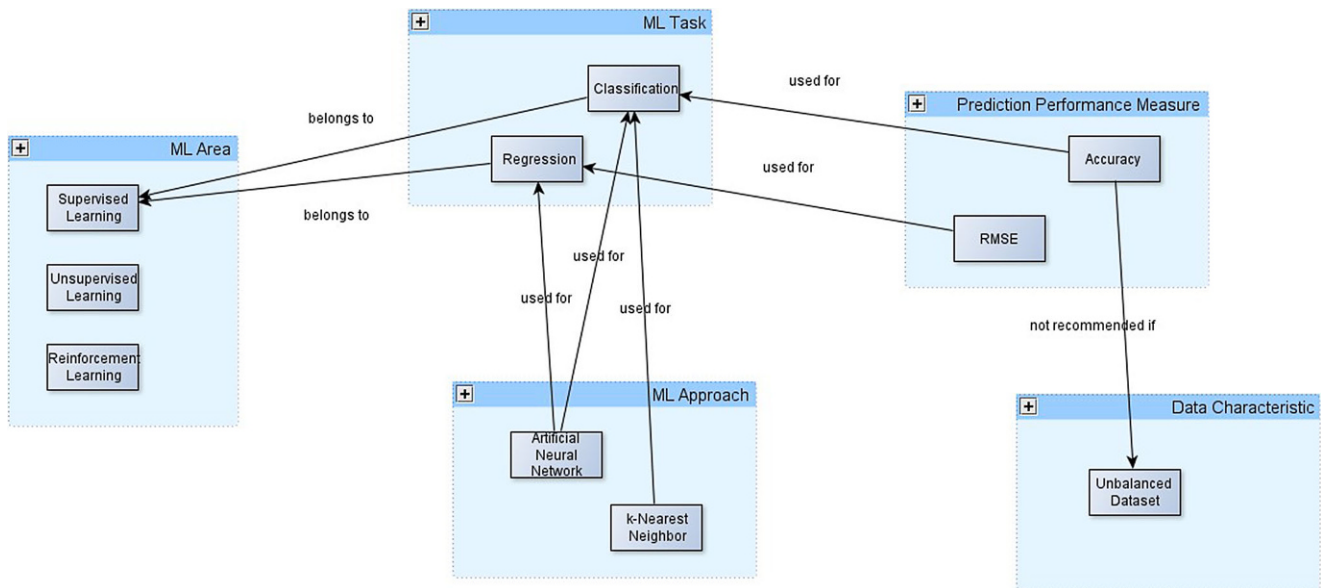 ML Task
Classification
Regression
used for
Prediction Performance Measure
Accuracy
RMSE
used for
belongs to
belongs to
ML Area
Supervised
Learning
Unsupervised
Learning
Reinforcement
Learning
used for
used for
used for
not recommended if
ML Approach
Artificial
Neural
Network
k-Nearest
Neighbor
Data Characteristic
Unbalanced
Dataset